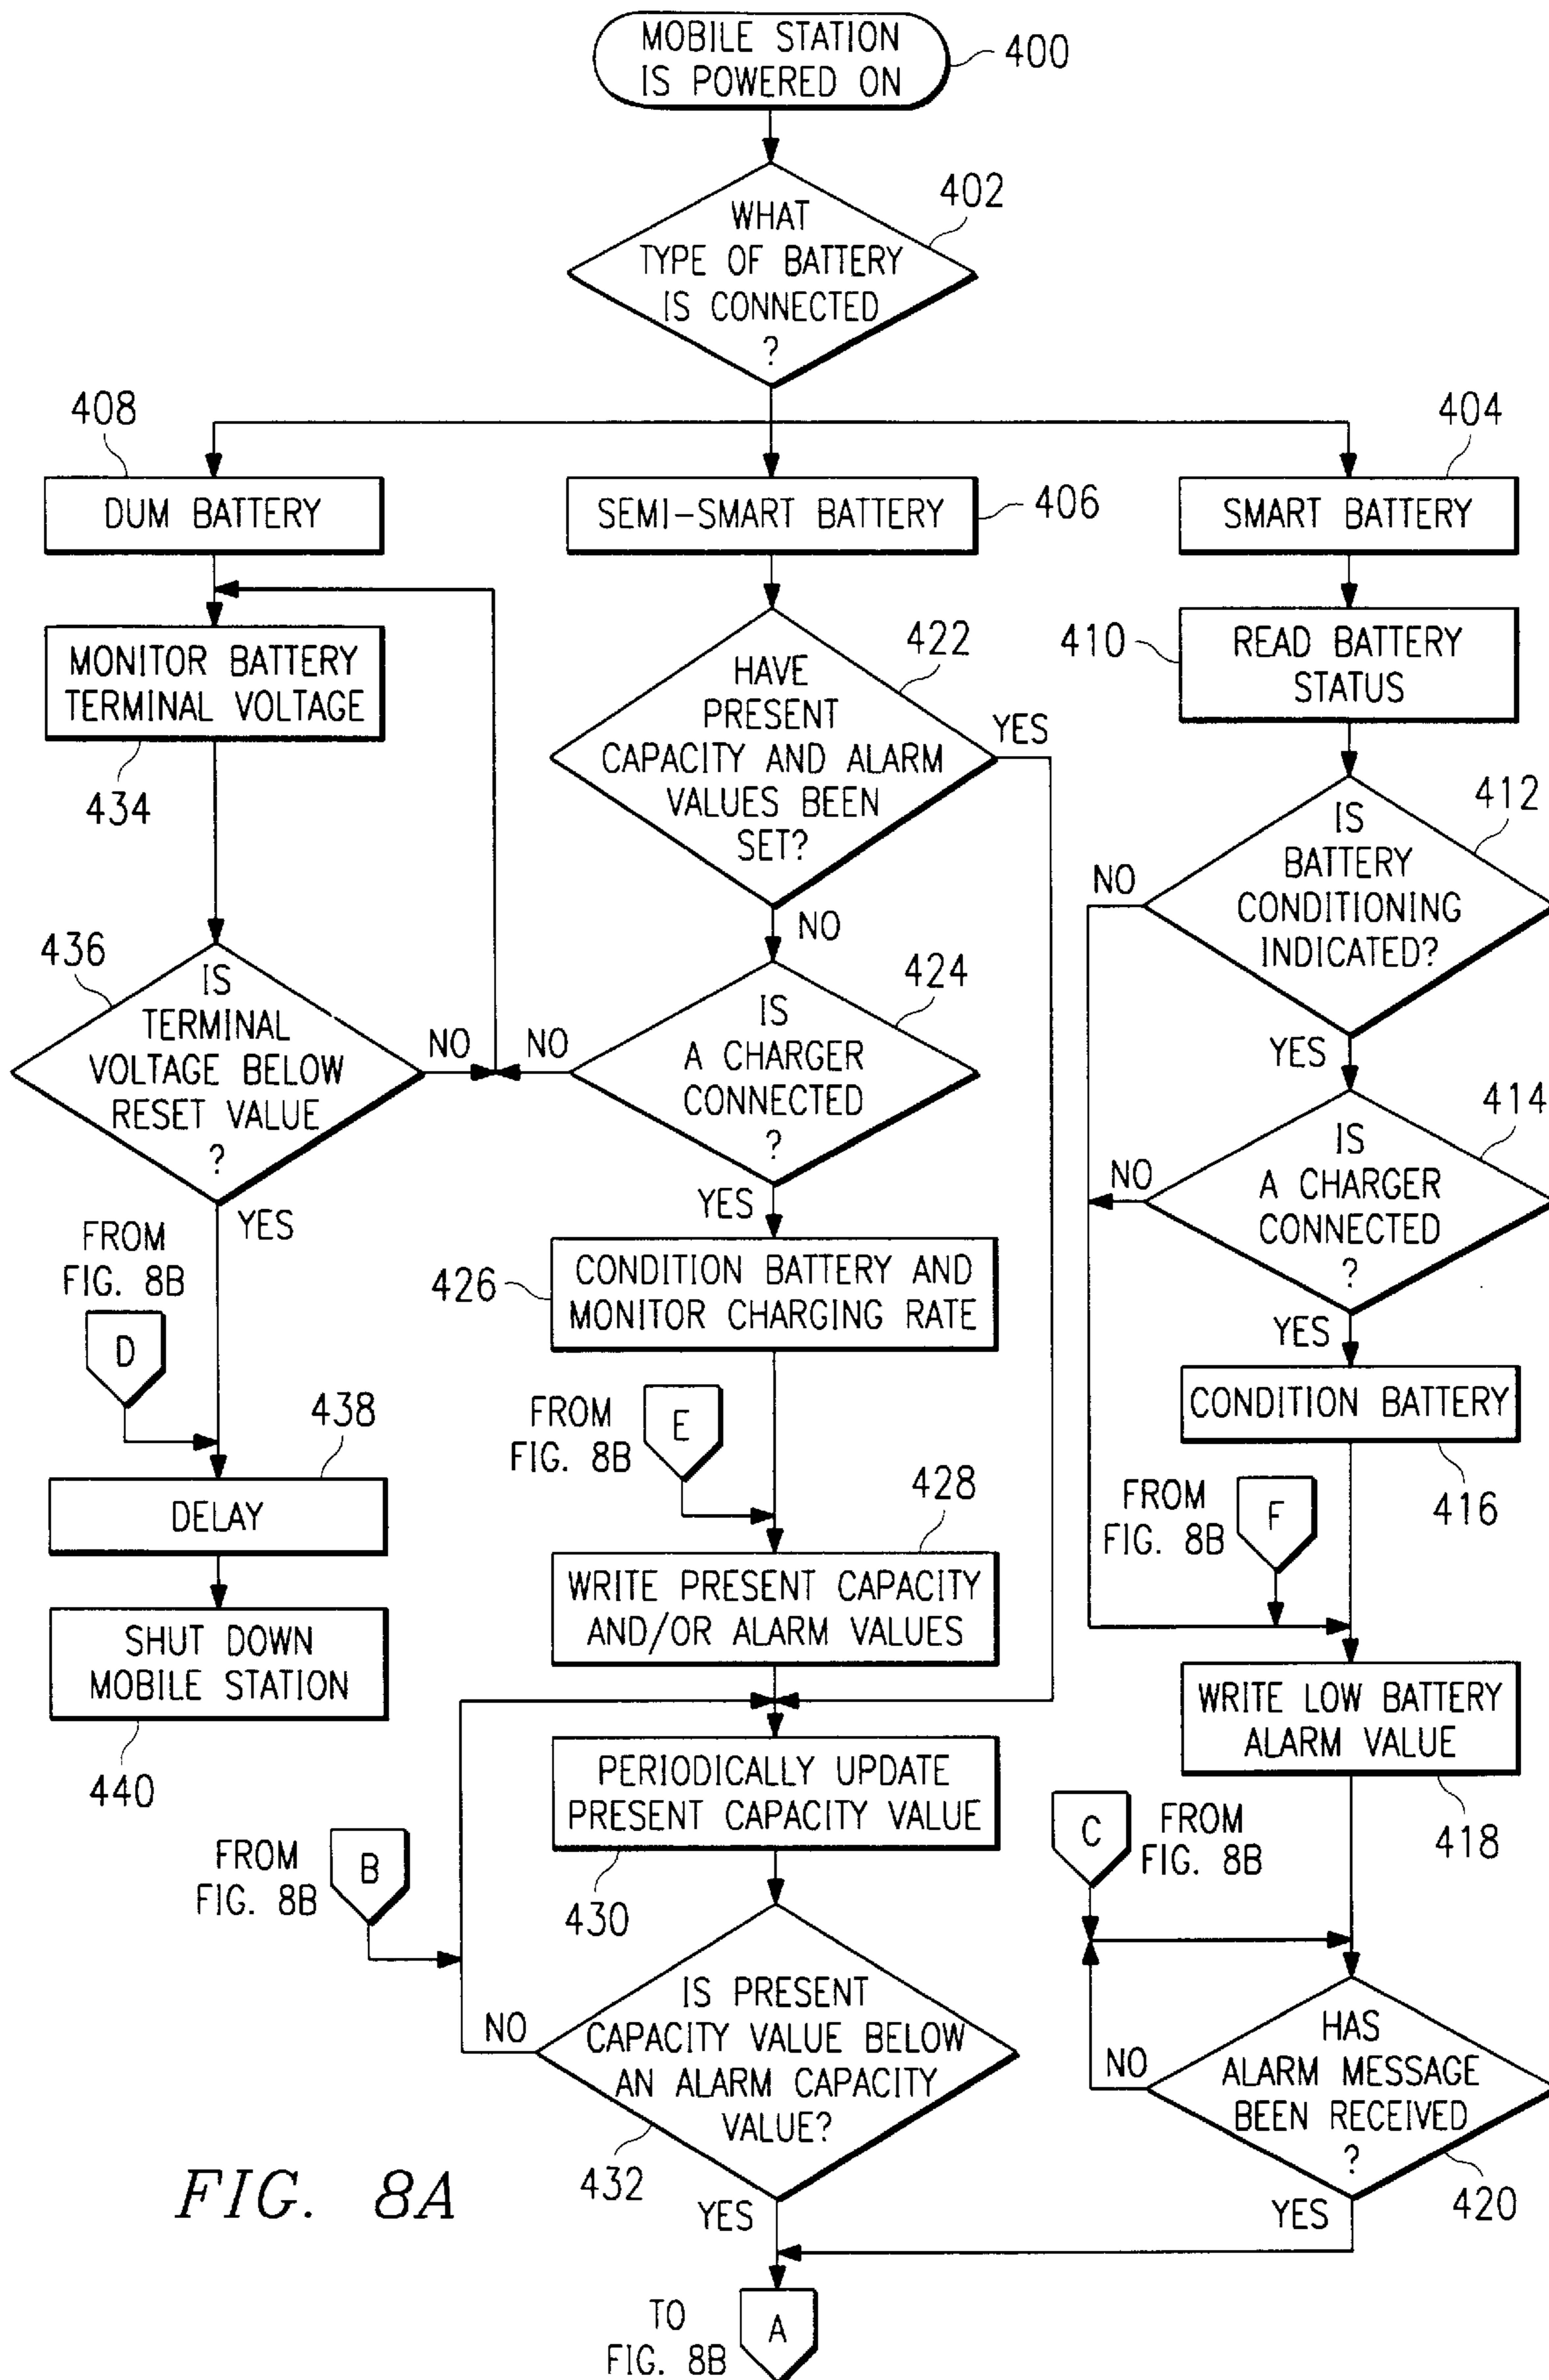 MOBILE STATION
IS POWERED ON
400
402
WHAT
TYPE OF BATTERY
IS CONNECTED
?
408
404
DUM BATTERY
SEMI-SMART BATTERY
406
SMART BATTERY
MONITOR BATTERY
TERMINAL VOLTAGE
434
422
HAVE
PRESENT
CAPACITY AND ALARM
VALUES BEEN
SET?
YES
NO
410
READ BATTERY
STATUS
412
IS
BATTERY
CONDITIONING
INDICATED?
NO
YES
436
IS
TERMINAL
VOLTAGE BELOW
RESET VALUE
?
NO
YES
424
IS
A CHARGER
CONNECTED
?
NO
YES
414
IS
A CHARGER
CONNECTED
?
NO
YES
FROM
FIG. 8B
D
426
CONDITION BATTERY AND
MONITOR CHARGING RATE
CONDITION BATTERY
416
438
DELAY
FROM
FIG. 8B
E
428
FROM
FIG. 8B
F
SHUT DOWN
MOBILE STATION
440
WRITE PRESENT CAPACITY
AND/OR ALARM VALUES
WRITE LOW BATTERY
ALARM VALUE
418
PERIODICALLY UPDATE
PRESENT CAPACITY VALUE
430
C
FROM
FIG. 8B
FROM
FIG. 8B
B
IS PRESENT
CAPACITY VALUE BELOW
AN ALARM CAPACITY
VALUE?
NO
432
YES
HAS
ALARM MESSAGE
BEEN RECEIVED
?
NO
420
YES
FIG. 8A
TO
FIG. 8B
A